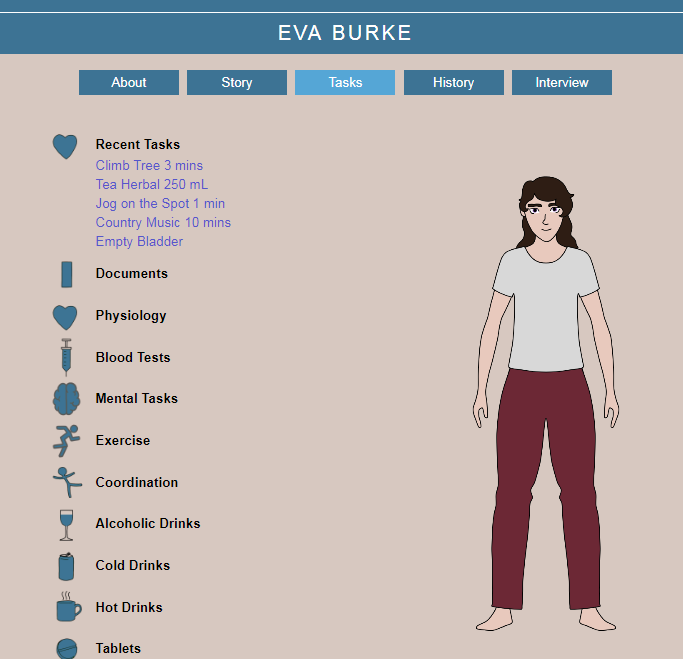 EVA BURKE
About
Story
Tasks
History
Interview
Recent Tasks
Climb Tree 3 mins
Tea Herbal 250 mL
Jog on the Spot 1 min
Country Music 10 mins
Empty Bladder
Documents
Physiology
Blood Tests
Mental Tasks
Exercise
Coordination
Alcoholic Drinks
Cold Drinks
Hot Drinks
Tablets